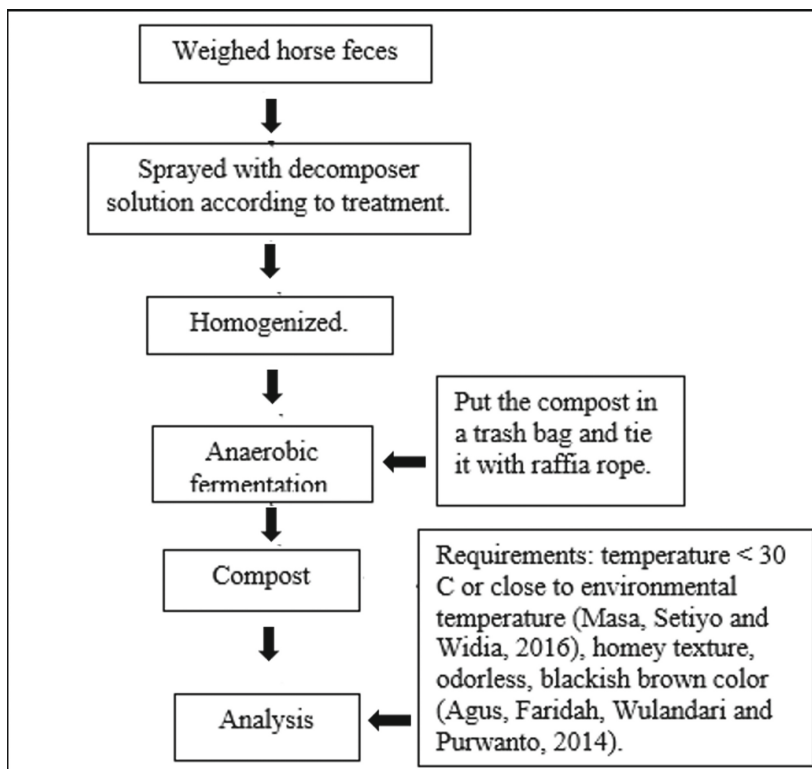 Weighed horse feces
Sprayed with decomposer
solution according to treatment.
Homogenized.
Anaerobic
fermentation
Put the compost in
a trash bag and tie
it with raffia rope.
Compost
Requirements: temperature < 30
C or close to environmental
temperature (Masa, Setiyo and
Widia, 2016), homey texture,
odorless, blackish brown color
(Agus, Faridah, Wulandari and
Purwanto, 2014).
Analysis